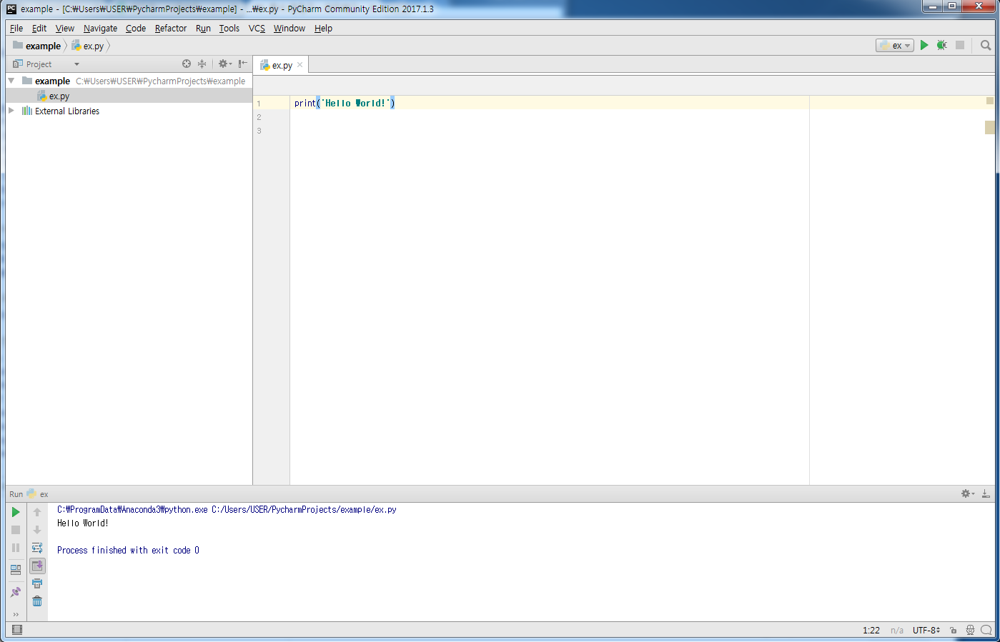 example - [C:₩Users₩USER₩PycharmProjects₩example] - ...₩ex.py - PyCharm Community Edition 2017.1.3
File Edit View Navigate Code Refactor Run Tools VCS Window Help
example ex.py ex
Project ex.py
example C:₩Users₩USER₩PycharmProjects₩example
ex.py
External Libraries
1 print('Hello World!')
2
3
Run ex
C:₩ProgramData₩Anaconda3₩python.exe C:/Users/USER/PycharmProjects/example/ex.py
Hello World!
Process finished with exit code 0
1:22 n/a UTF-8